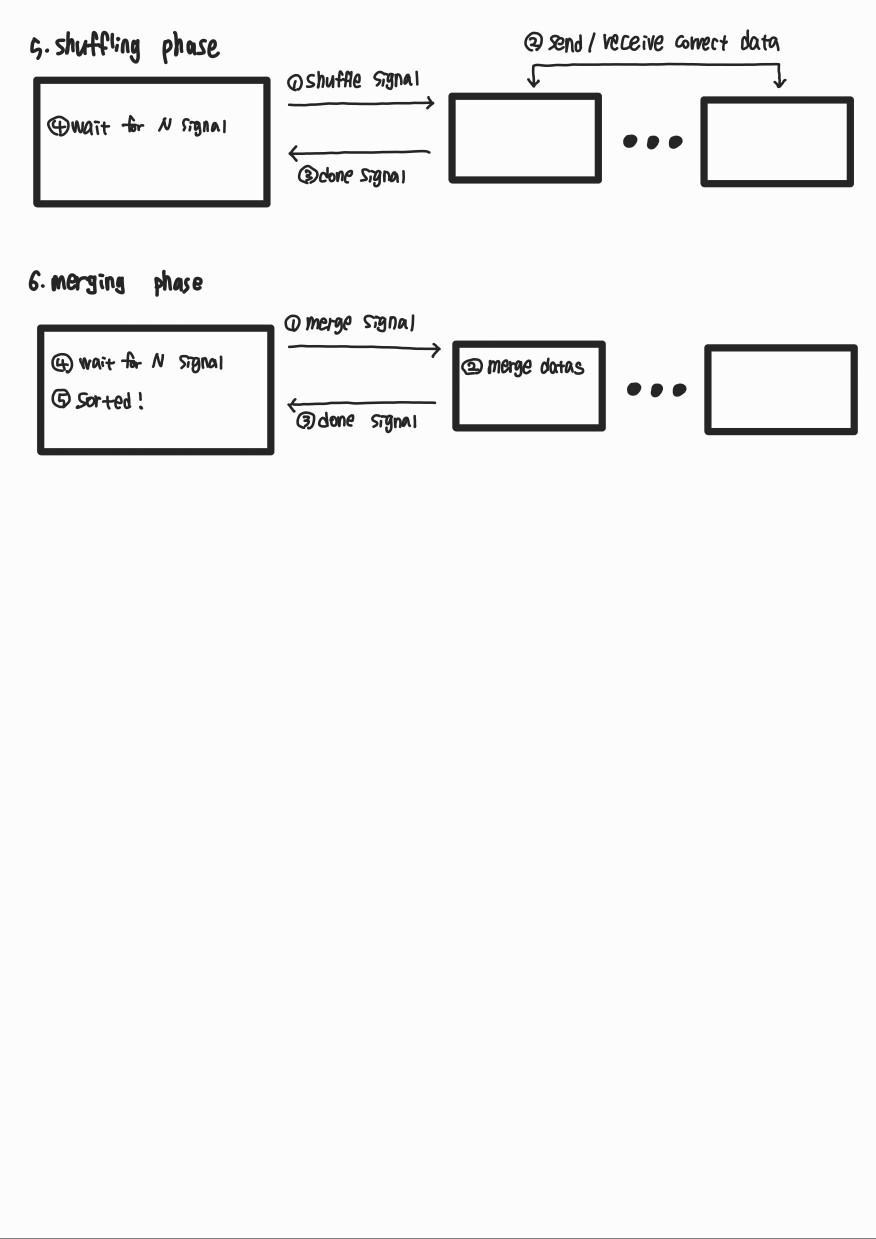 5. shuffling phase
② send / receive correct data
① shuffle signal
④ wait for N signal
③ done signal
6. merging phase
① merge signal
④ wait for N signal
② merge datas
⑤ sorted!
③ done signal